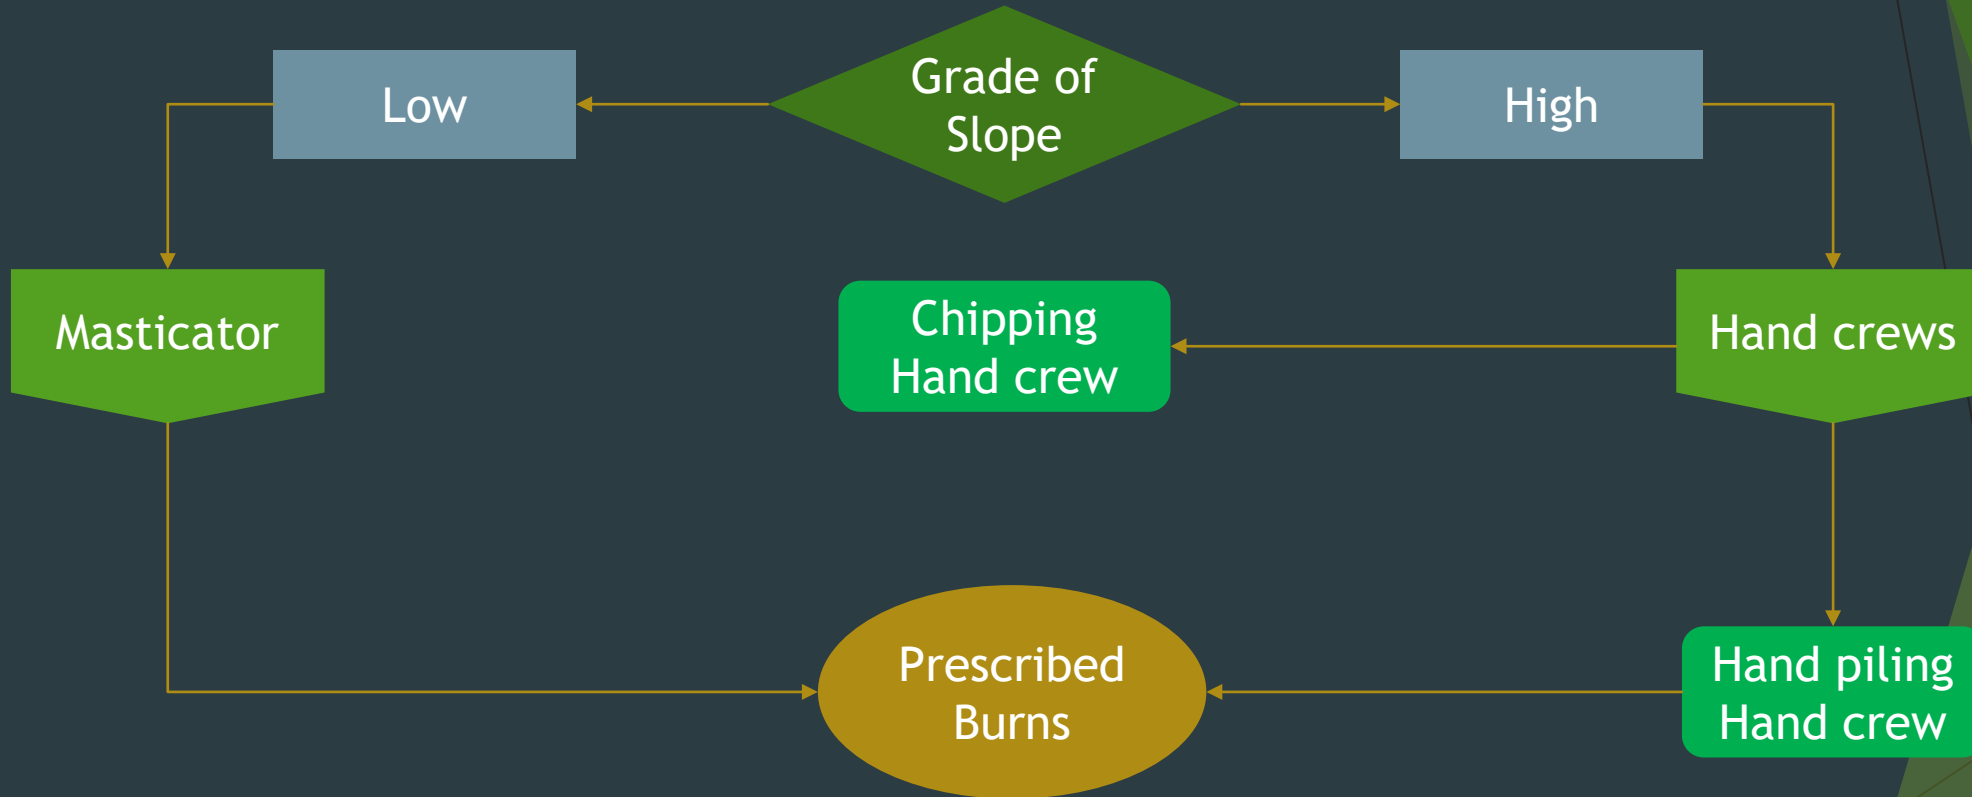 Low
Grade of
Slope
High
Masticator
Chipping
Hand crew
Hand crews
Prescribed
Burns
Hand piling
Hand crew